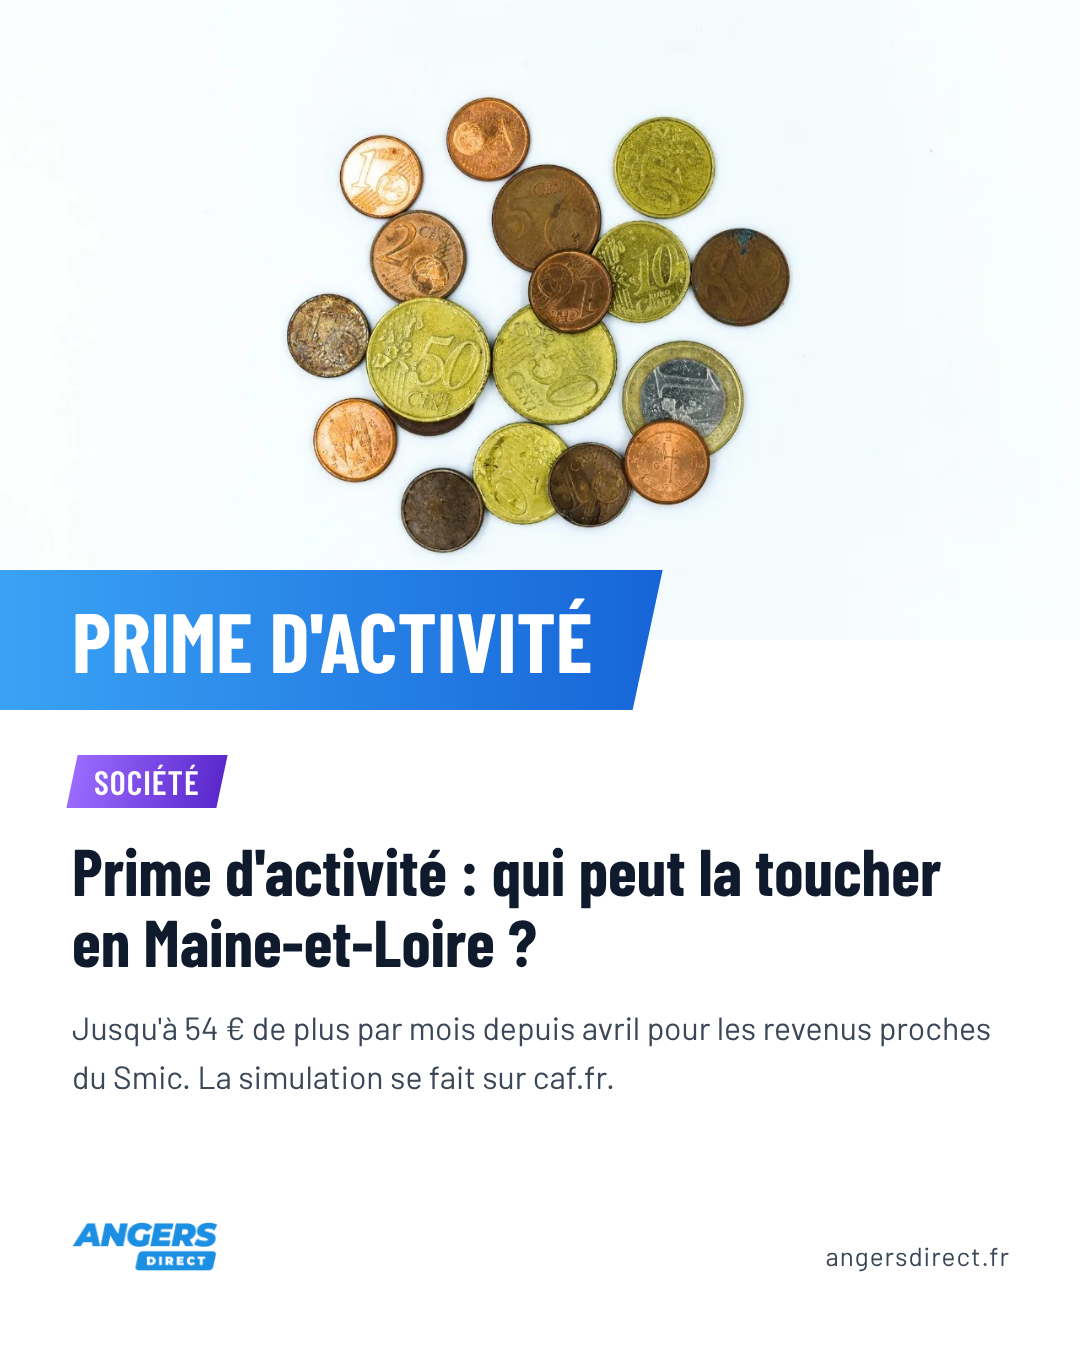 PRIME D'ACTIVITÉ
SOCIÉTÉ
Prime d'activité : qui peut la toucher
en Maine-et-Loire ?
Jusqu'à 54 € de plus par mois depuis avril pour les revenus proches
du Smic. La simulation se fait sur caf.fr.
ANGERS
DIRECT
angersdirect.fr